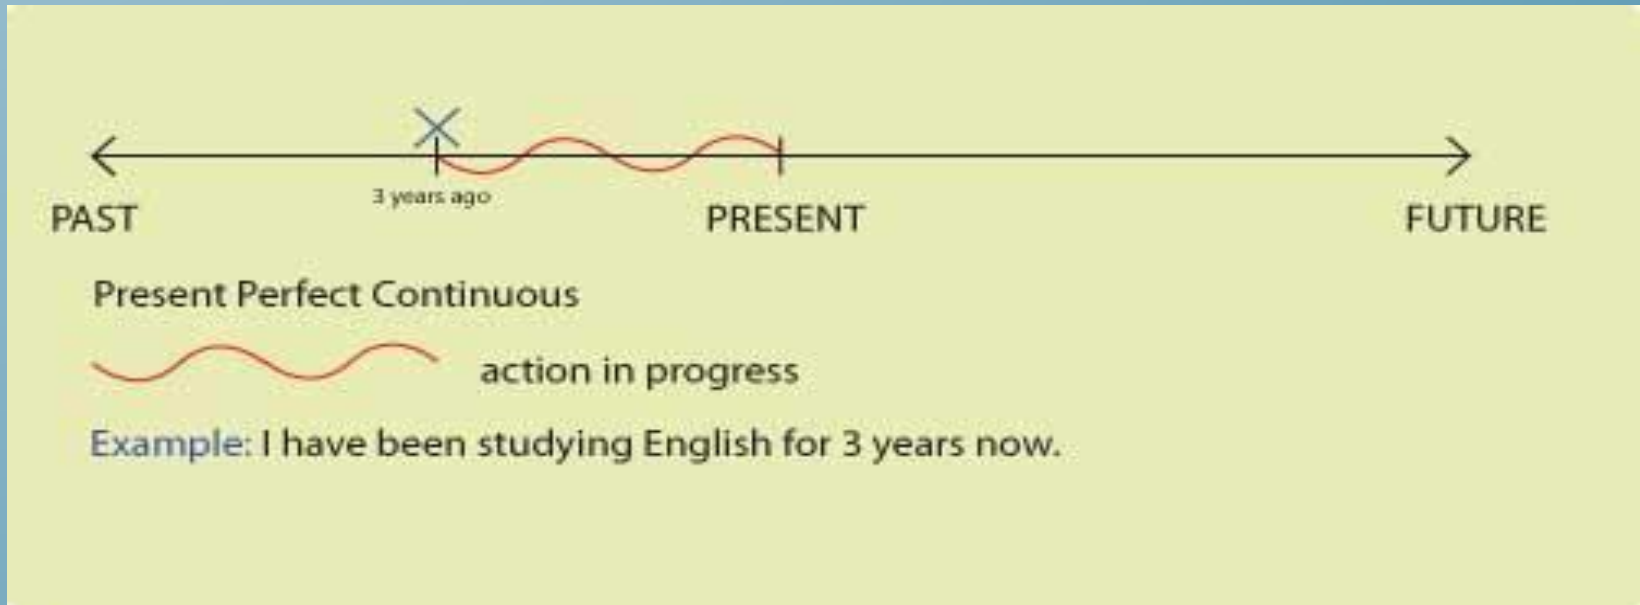 3 years ago
PAST PRESENT FUTURE
Present Perfect Continuous
action in progress
Example: I have been studying English for 3 years now.